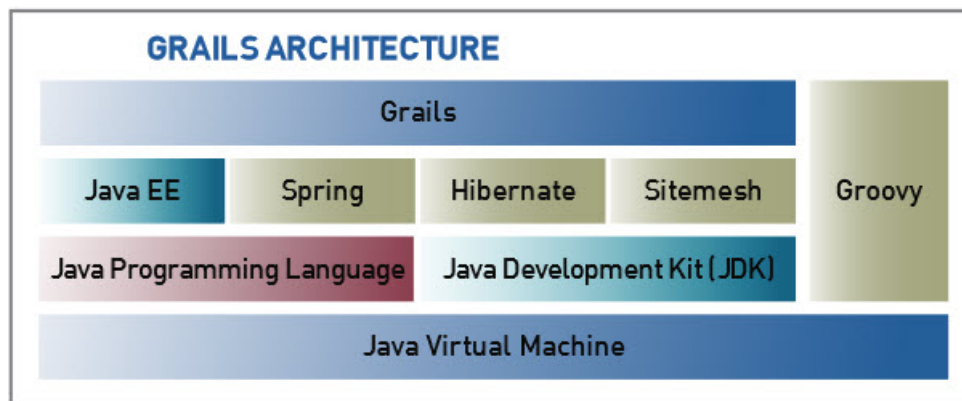 GRAILS ARCHITECTURE
Grails
Java EE
Spring
Hibernate
Sitemesh
Groovy
Java Programming Language
Java Development Kit (JDK)
Java Virtual Machine